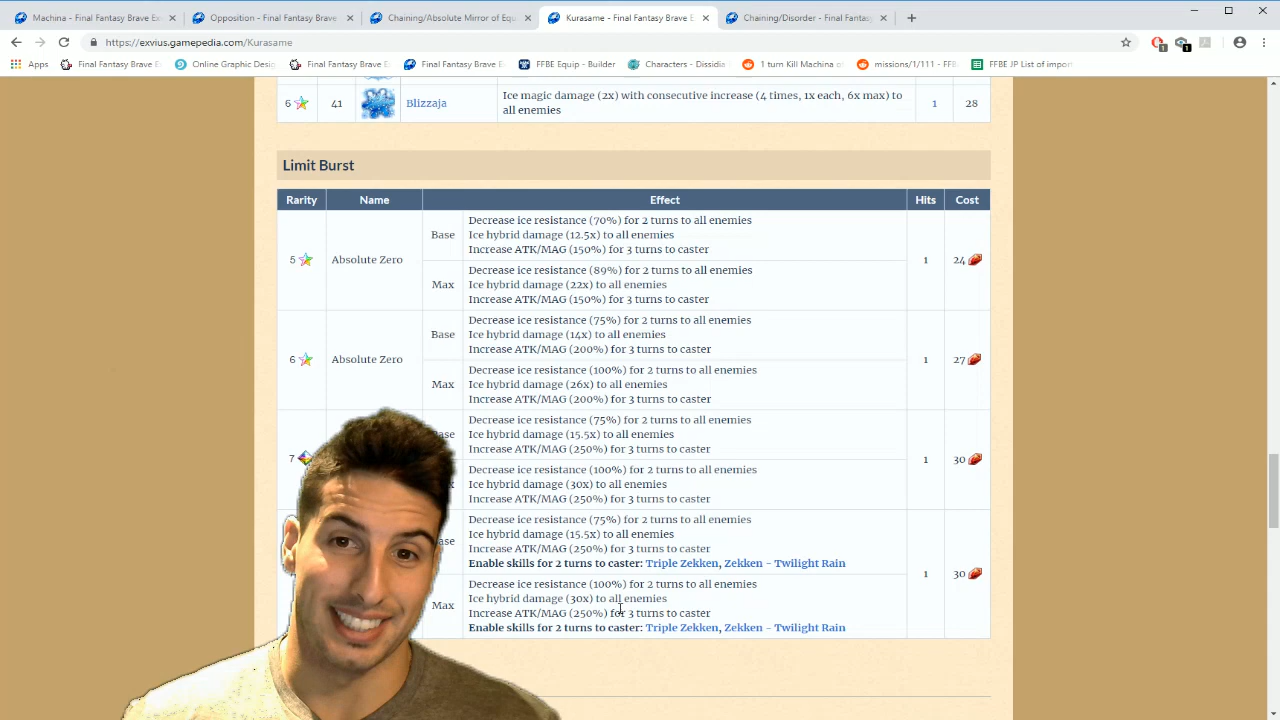 Machina - Final Fantasy Brave Ex
Opposition - Final Fantasy Brave
Chaining/Absolute Mirror of Equ
Kurasame - Final Fantasy Brave E
Chaining/Disorder - Final Fantasy
https://exvius.gamepedia.com/Kurasame
Apps
Final Fantasy Brave Ex
Online Graphic Desig
Final Fantasy Brave
Final Fantasy Brave
FFBE Equip - Builder
Characters - Dissidia
1 turn Kill Machina o
missions/1/111 - FFB
FFBE JP List of import
6 41 Blizzaja Ice magic damage (2x) with consecutive increase (4 times, 1x each, 6x max) to 1 28
all enemies
Limit Burst
Rarity Name Effect Hits Cost
5 Absolute Zero 1 24
Base
Decrease ice resistance (70%) for 2 turns to all enemies
Ice hybrid damage (12.5x) to all enemies
Increase ATK/MAG (150%) for 3 turns to caster
Max
Decrease ice resistance (89%) for 2 turns to all enemies
Ice hybrid damage (22x) to all enemies
Increase ATK/MAG (150%) for 3 turns to caster
6 Absolute Zero 1 27
Base
Decrease ice resistance (75%) for 2 turns to all enemies
Ice hybrid damage (14x) to all enemies
Increase ATK/MAG (200%) for 3 turns to caster
Max
Decrease ice resistance (100%) for 2 turns to all enemies
Ice hybrid damage (26x) to all enemies
Increase ATK/MAG (200%) for 3 turns to caster
7 1 30
Decrease ice resistance (75%) for 2 turns to all enemies
Ice hybrid damage (15.5x) to all enemies
Increase ATK/MAG (250%) for 3 turns to caster
Decrease ice resistance (100%) for 2 turns to all enemies
Ice hybrid damage (30x) to all enemies
Increase ATK/MAG (250%) for 3 turns to caster
1 30
Decrease ice resistance (75%) for 2 turns to all enemies
Ice hybrid damage (15.5x) to all enemies
Increase ATK/MAG (250%) for 3 turns to caster
Enable skills for 2 turns to caster: Triple Zekken, Zekken - Twilight Rain
Max
Decrease ice resistance (100%) for 2 turns to all enemies
Ice hybrid damage (30x) to all enemies
Increase ATK/MAG (250%) for 3 turns to caster
Enable skills for 2 turns to caster: Triple Zekken, Zekken - Twilight Rain